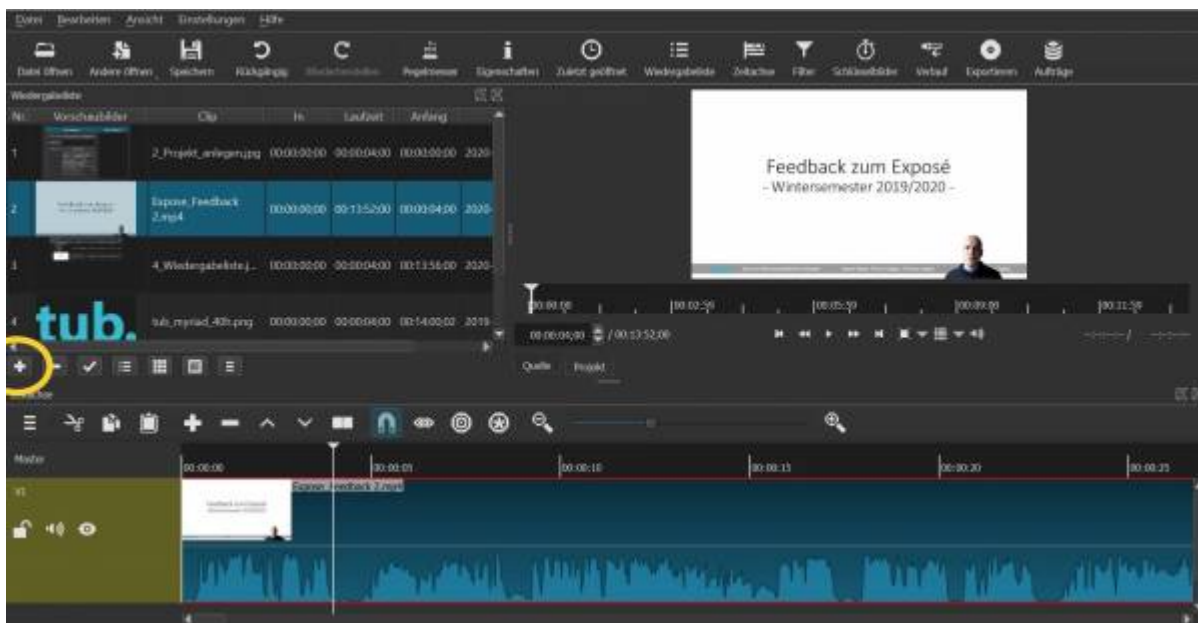 Datei Bearbeiten Ansicht Einstellungen Hilfe
Datei öffnen Andere öffnen Speichern Rückgängig Wiederherstellen Pegelmesser Eigenschaften Zuletzt geöffnet Wiedergabeliste Zeitachse Filter Schlüsselbilder Verlauf Exportieren Aufträge
Wiedergabeliste
Nr. Vorschaubilder Clip In Laufzeit Anfang
1 2_Projekt_anlegen.jpg 00:00:00;00 00:00:04;00 00:00:00;00 2020-
2 Expose_Feedback 2.mp4 00:00:00;00 00:13:52;00 00:00:04;00 2020-
3 4_Wiedergabeliste.j... 00:00:00;00 00:00:04;00 00:13:56;00 2020-
4 tub. tub_myriad_40h.png 00:00:00;00 00:00:04;00 00:14:00;02 2019-
Feedback zum Exposé
- Wintersemester 2019/2020 -
00:00:00 00:02:59 00:05:59 00:09:00 00:11:59
00:00:04;00 / 00:13:52;00
Quelle Projekt
Master
00:00:00 00:00:05 00:00:10 00:00:15 00:00:20 00:00:25
V1
Expose_Feedback 2.mp4